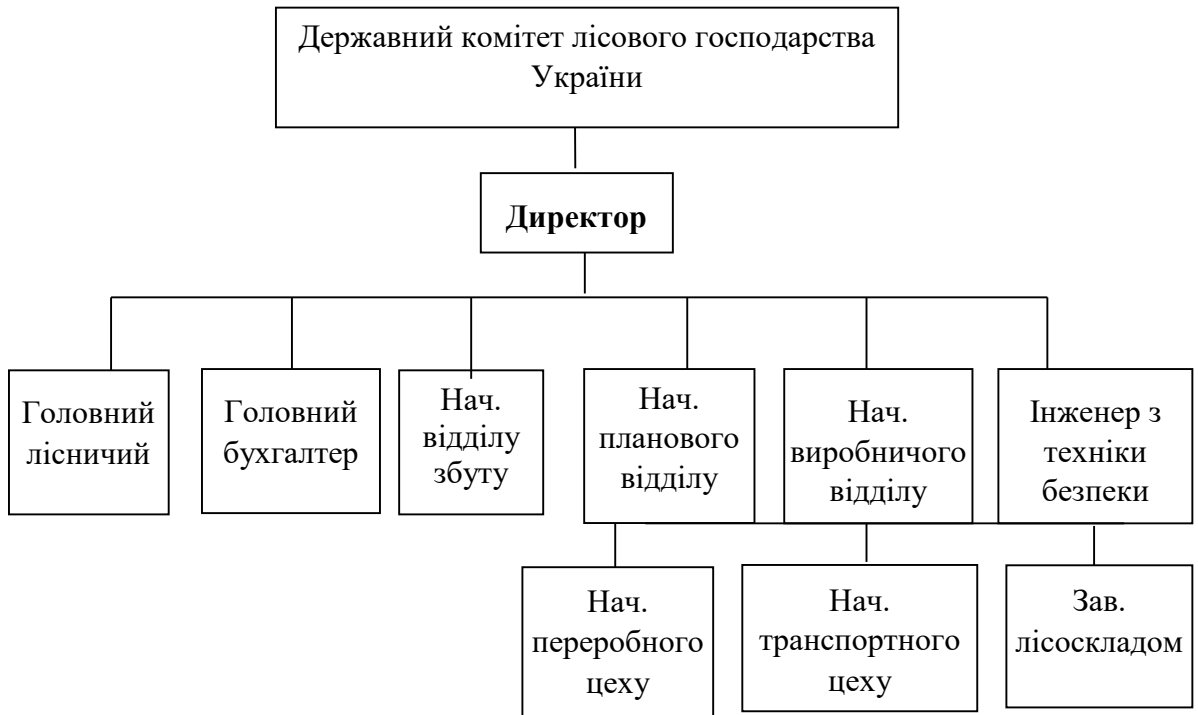 Державний комітет лісового господарства
України
Директор
Головний
лісничий
Головний
бухгалтер
Нач.
відділу
збуту
Нач.
планового
відділу
Нач.
виробничого
відділу
Інженер з
техніки
безпеки
Нач.
переробного
цеху
Нач.
транспортного
цеху
Зав.
лісоскладом